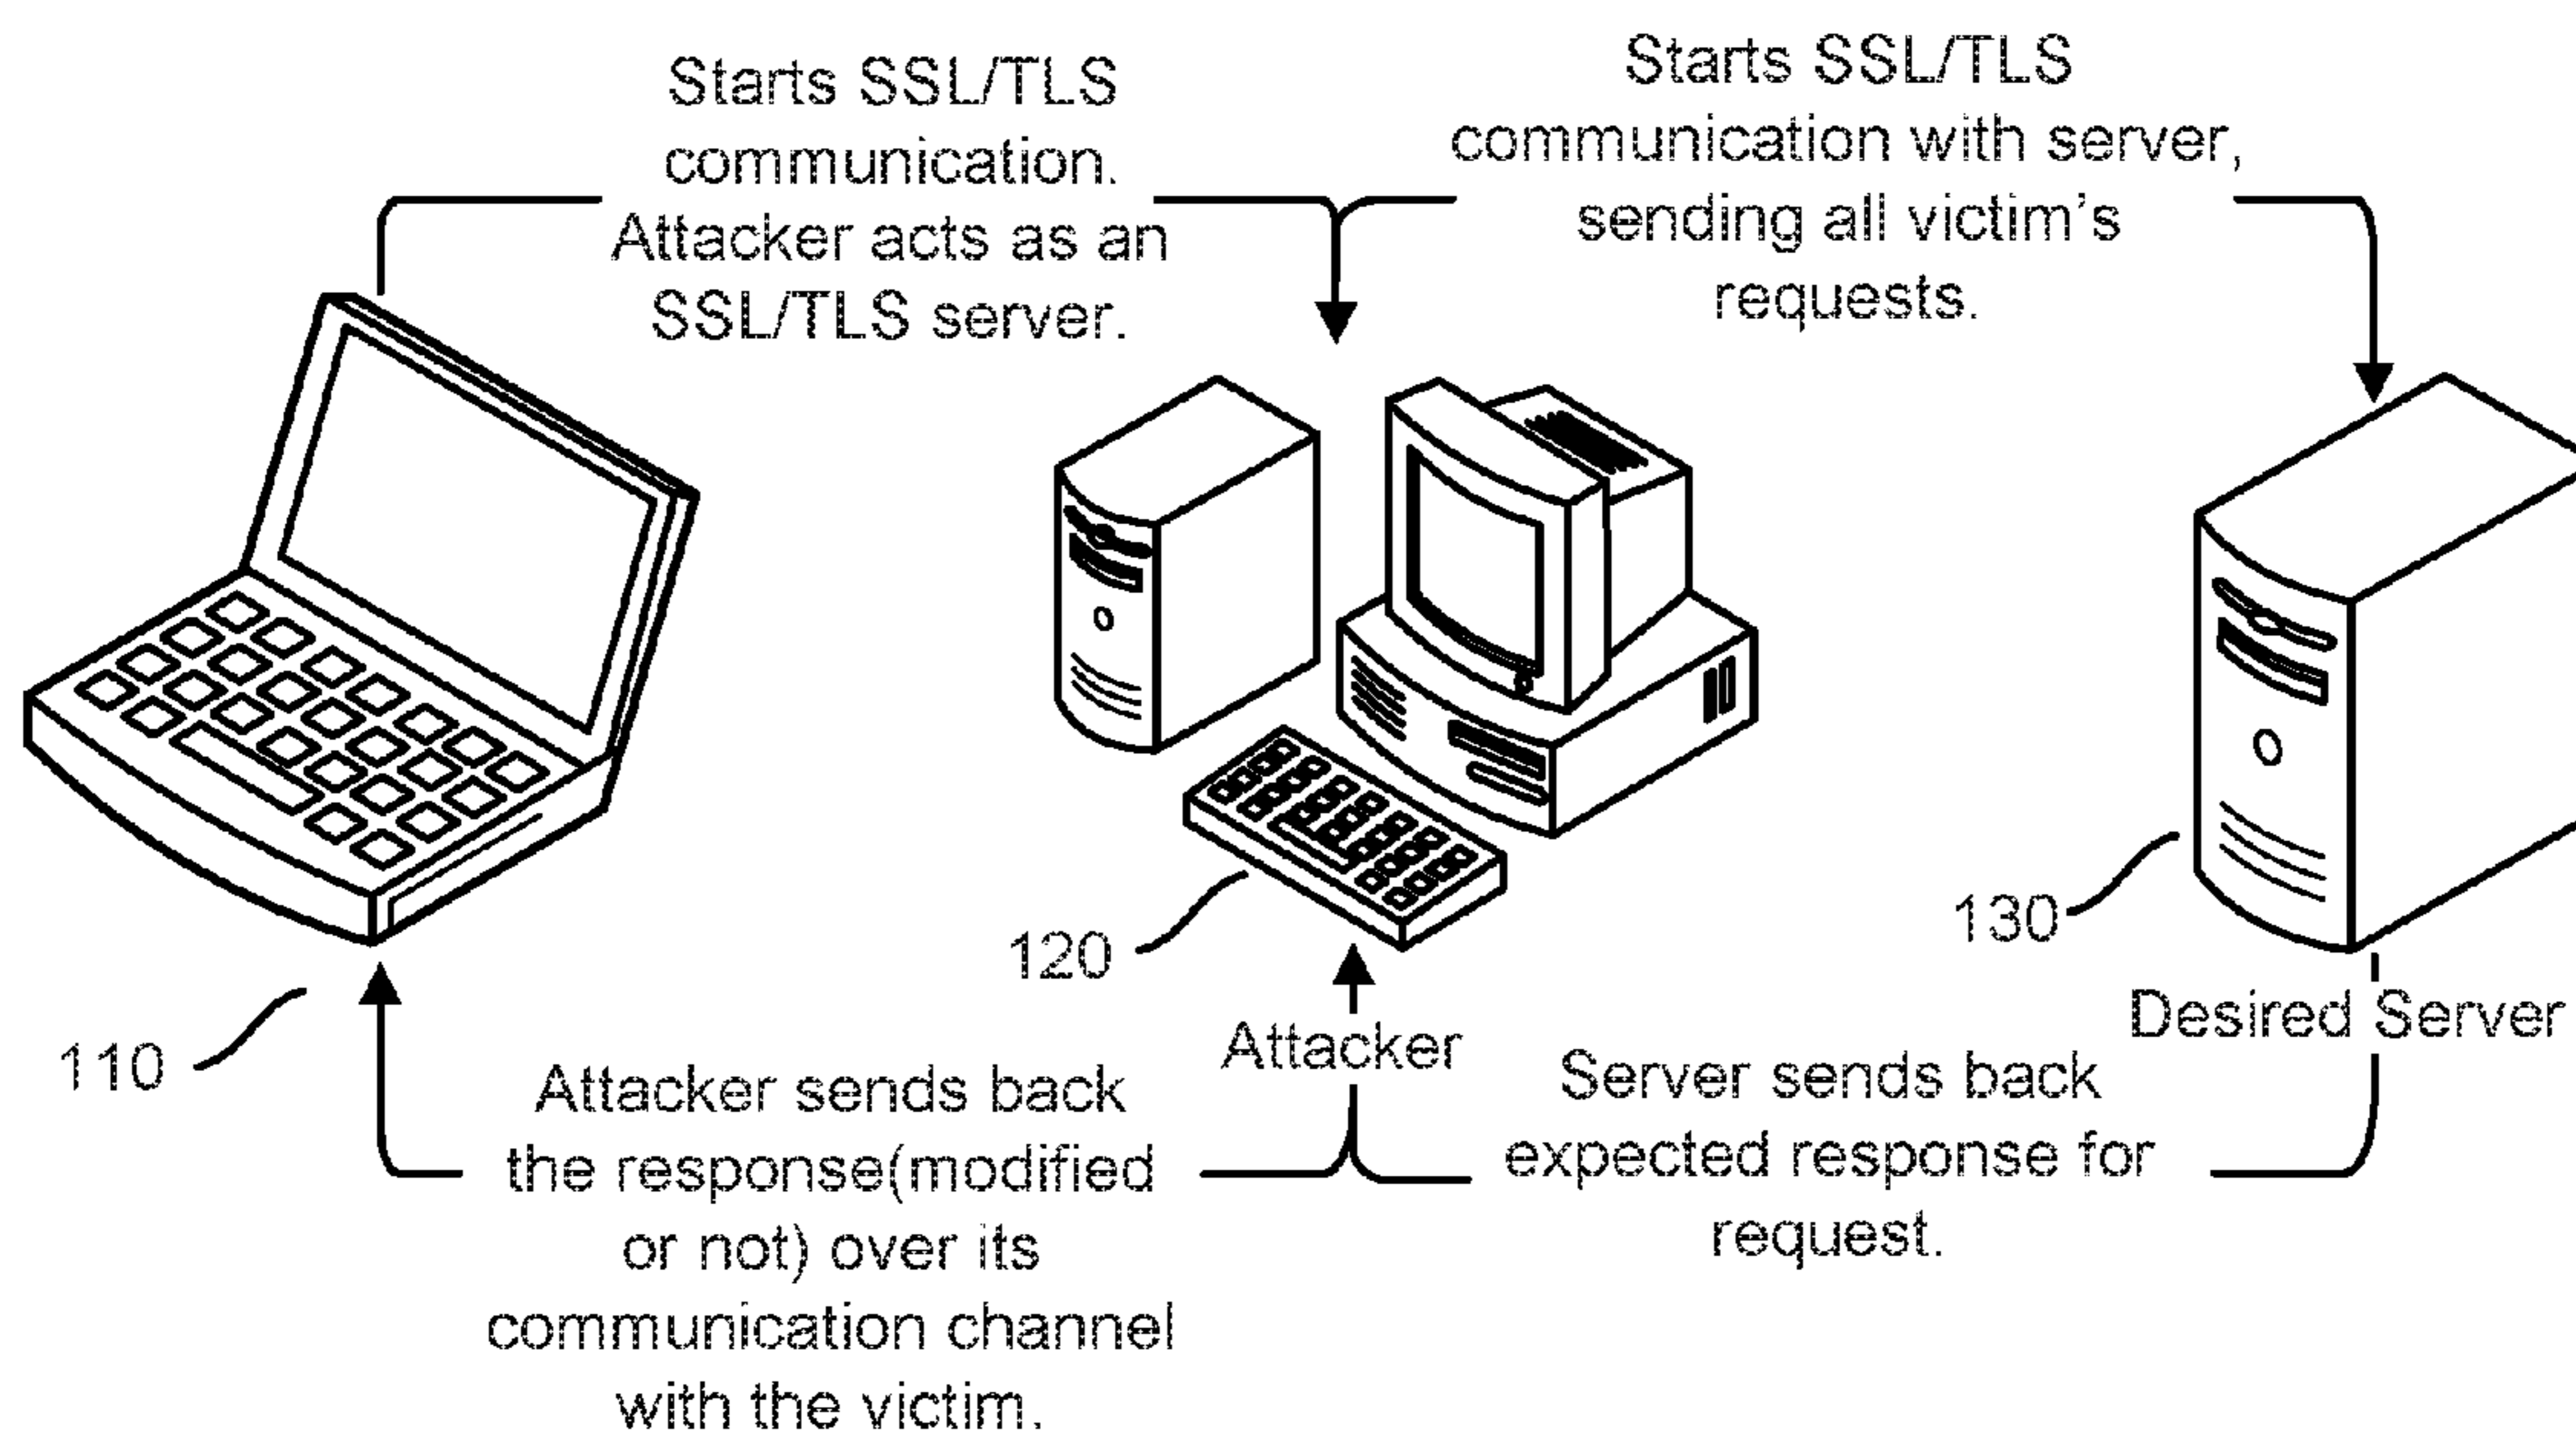 Starts SSL/TLS
communication.
Attacker acts as an
SSL/TLS server.
Starts SSL/TLS
communication with server,
sending all victim's
requests.
110
120
130
Attacker
Desired Server
Attacker sends back
the response(modified
or not) over its
communication channel
with the victim.
Server sends back
expected response for
request.